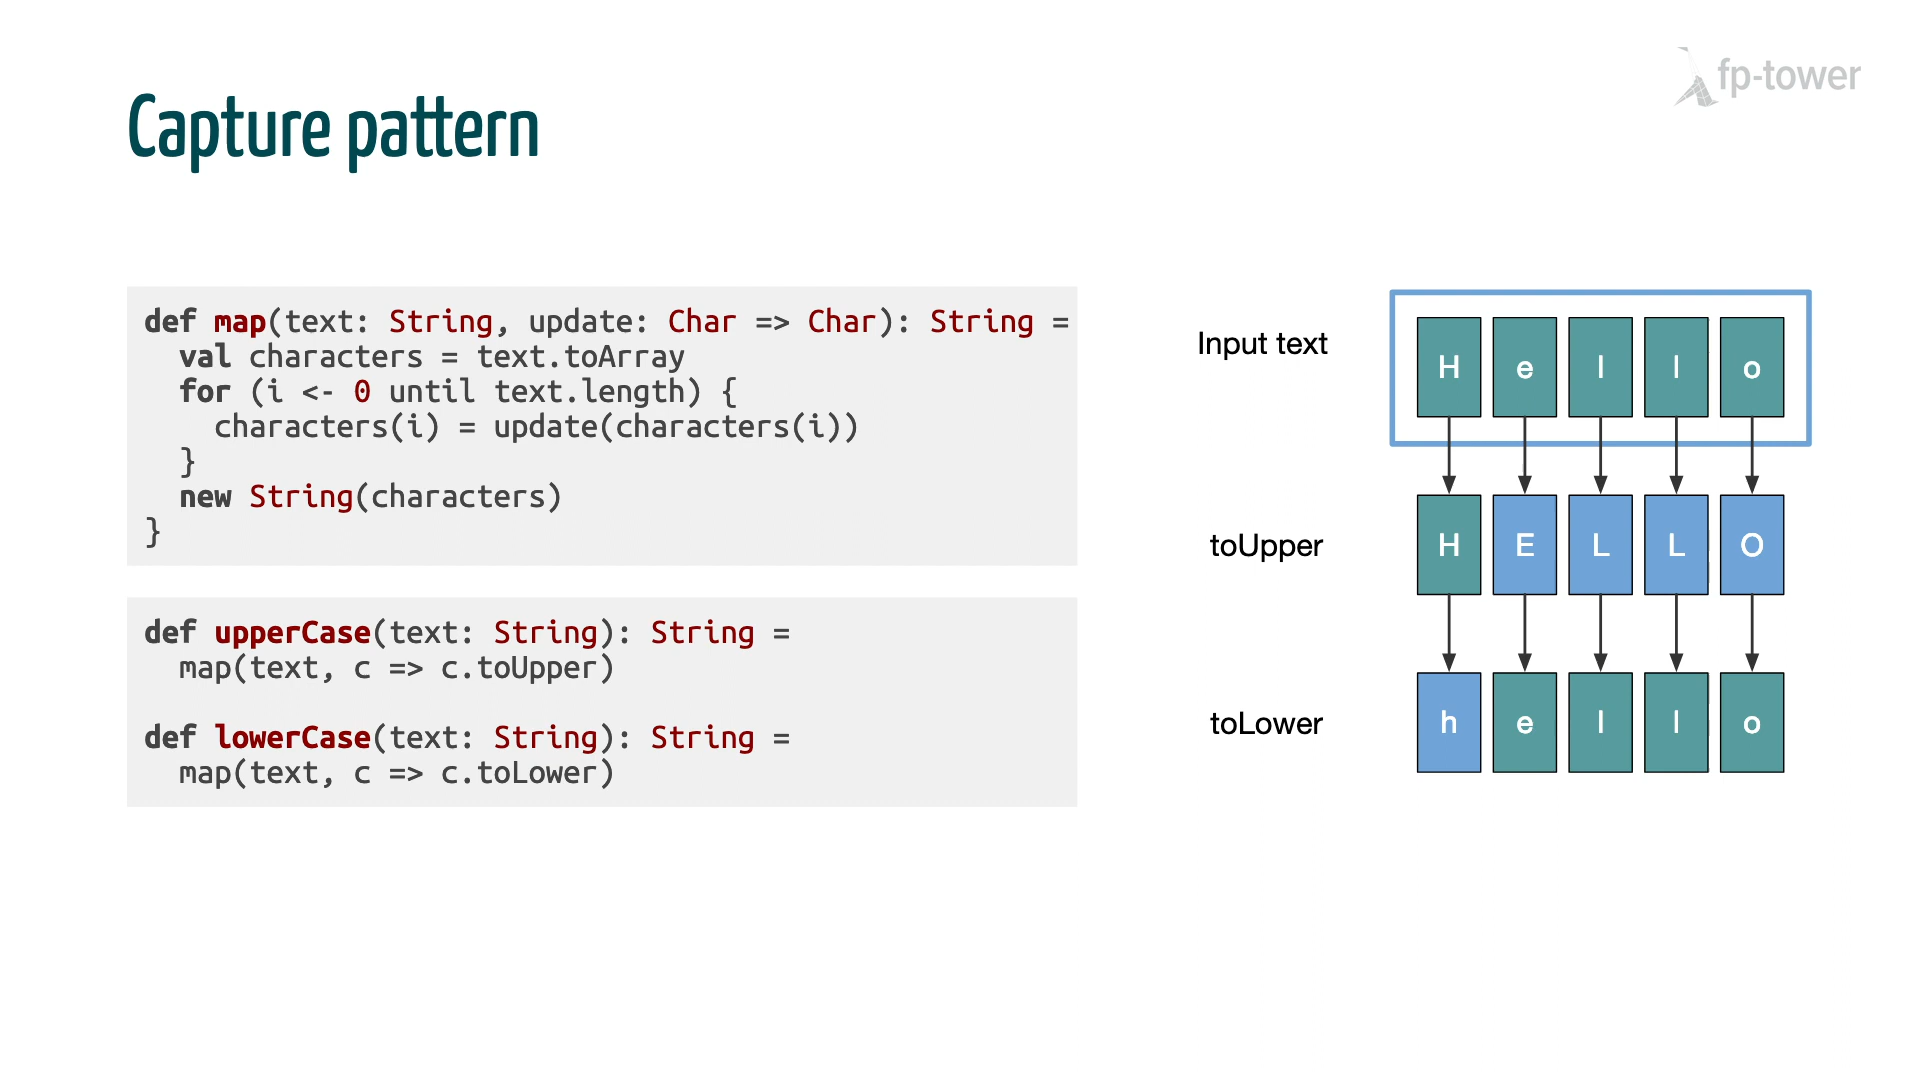 fp-tower
Capture pattern
def map(text: String, update: Char => Char): String =
  val characters = text.toArray
  for (i <- 0 until text.length) {
    characters(i) = update(characters(i))
  }
  new String(characters)
}
def upperCase(text: String): String =
  map(text, c => c.toUpper)
def lowerCase(text: String): String =
  map(text, c => c.toLower)
Input text
H e l l o
toUpper
H E L L O
toLower
h e l l o